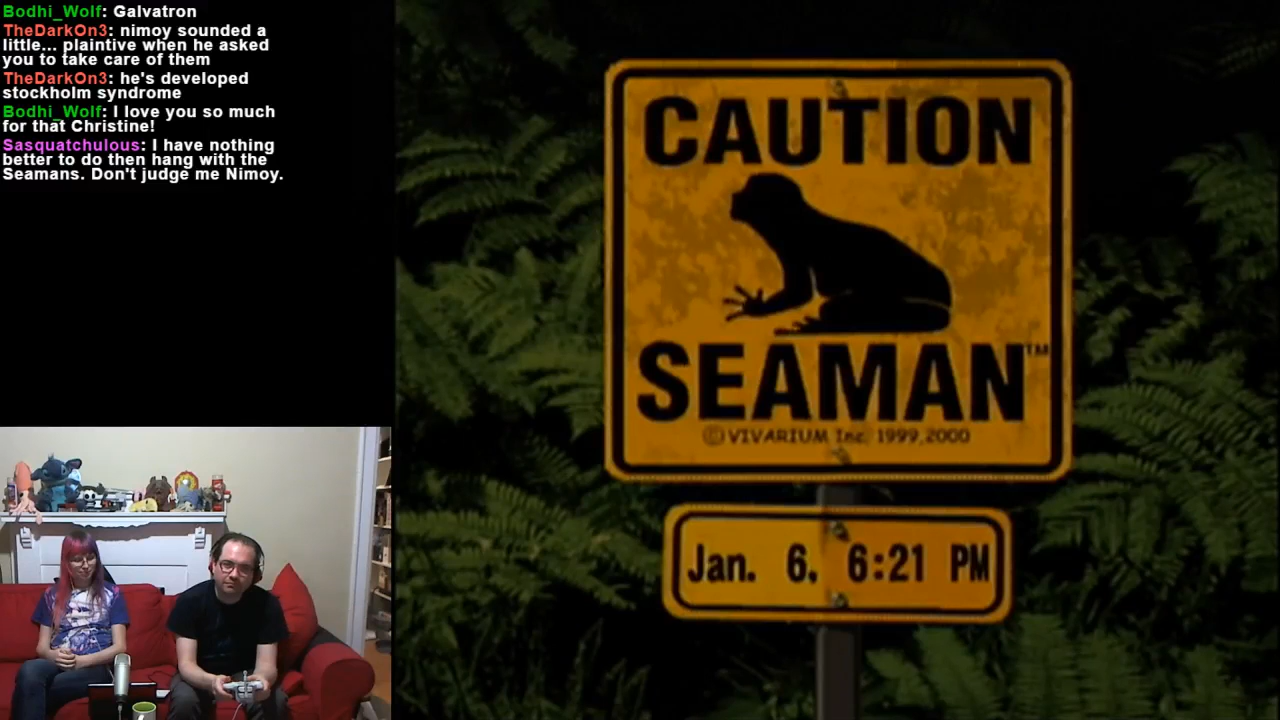 Bodhi_Wolf: Galvatron
TheDarkOn3: nimoy sounded a
little... plaintive when he asked
you to take care of them
TheDarkOn3: he's developed
stockholm syndrome
Bodhi_Wolf: I love you so much
for that Christine!
Sasquatchulous: I have nothing
better to do then hang with the
Seamans. Don't judge me Nimoy.
CAUTION
SEAMAN™
©VIVARIUM Inc. 1999,2000
Jan. 6, 6:21 PM